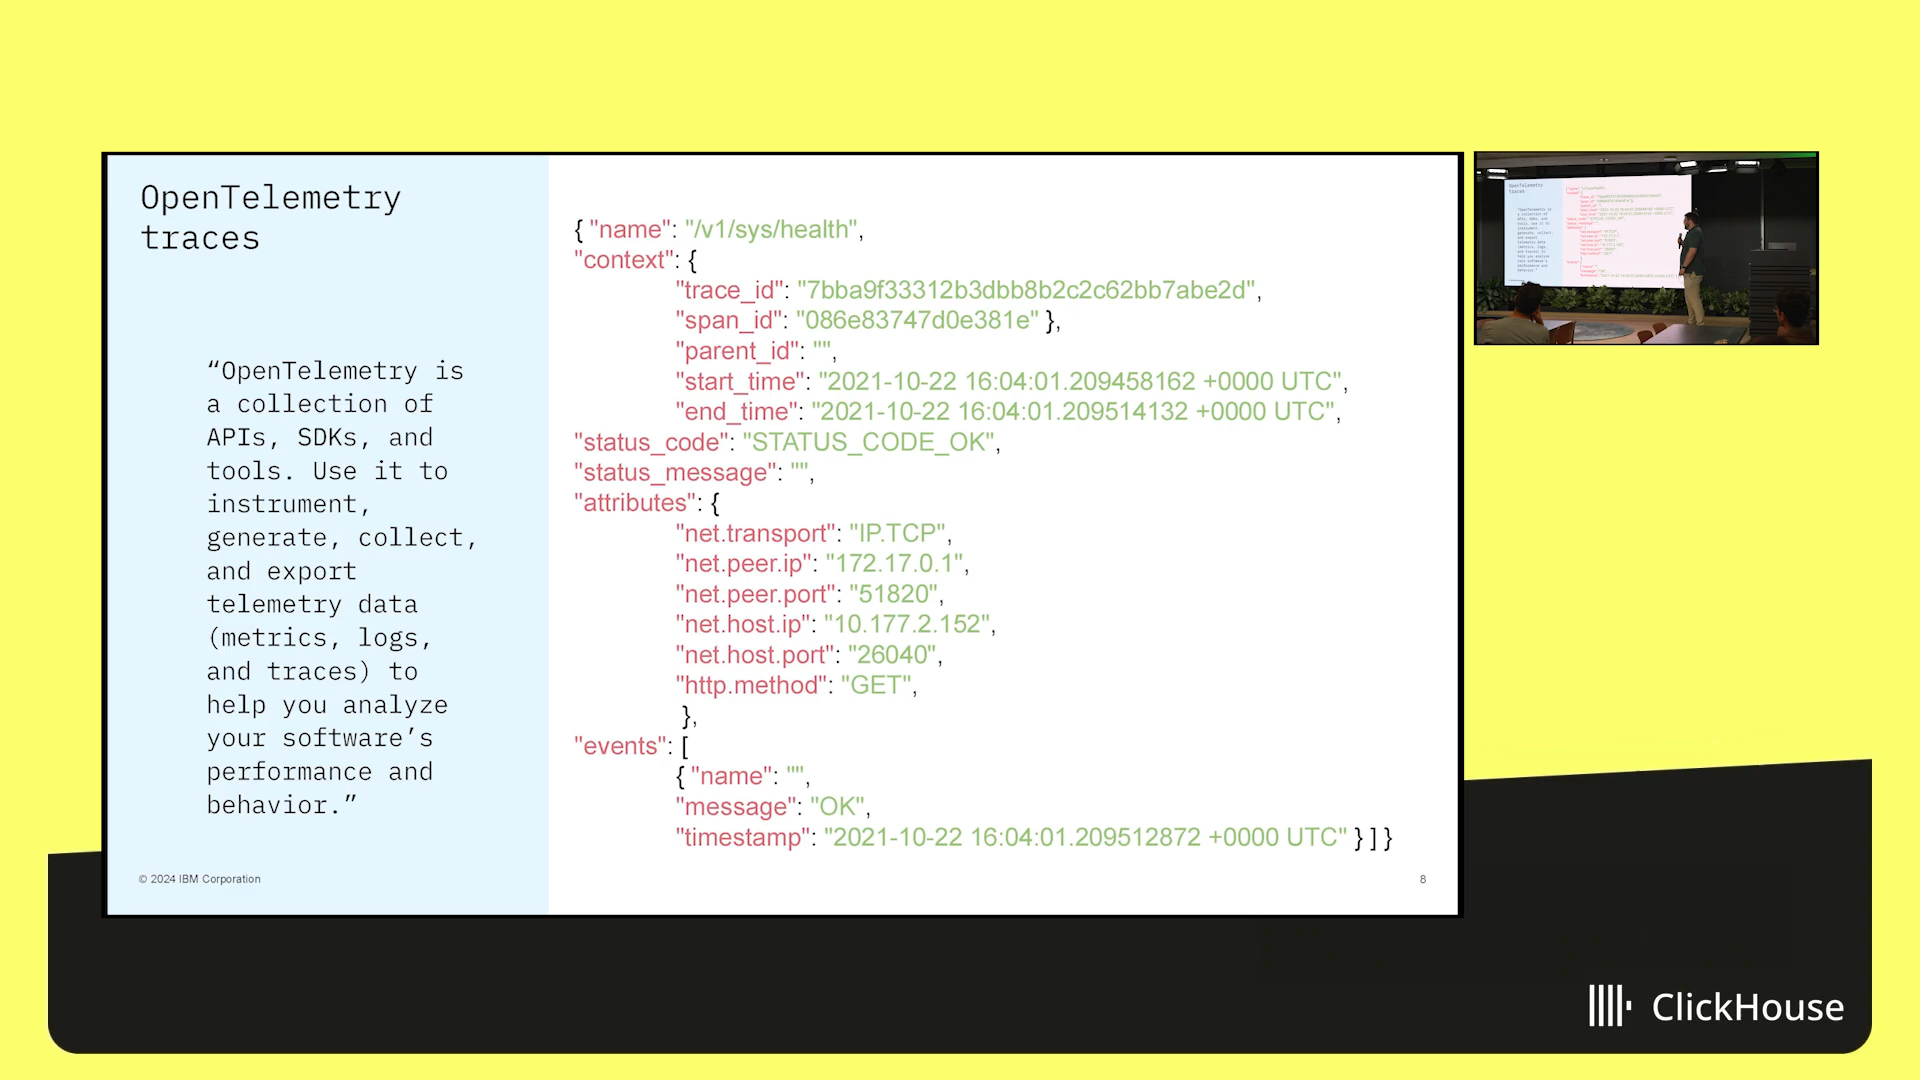 OpenTelemetry
traces
“OpenTelemetry is
a collection of
APIs, SDKs, and
tools. Use it to
instrument,
generate, collect,
and export
telemetry data
(metrics, logs,
and traces) to
help you analyze
your software’s
performance and
behavior.”
© 2024 IBM Corporation
{ "name": "/v1/sys/health",
"context": {
"trace_id": "7bba9f33312b3dbb8b2c2c62bb7abe2d",
"span_id": "086e83747d0e381e" },
"parent_id": "",
"start_time": "2021-10-22 16:04:01.209458162 +0000 UTC",
"end_time": "2021-10-22 16:04:01.209514132 +0000 UTC",
"status_code": "STATUS_CODE_OK",
"status_message": "",
"attributes": {
"net.transport": "IP.TCP",
"net.peer.ip": "172.17.0.1",
"net.peer.port": "51820",
"net.host.ip": "10.177.2.152",
"net.host.port": "26040",
"http.method": "GET",
},
"events": [
{ "name": "",
"message": "OK",
"timestamp": "2021-10-22 16:04:01.209512872 +0000 UTC" } ] }
8
OpenTelemetry
traces
ClickHouse